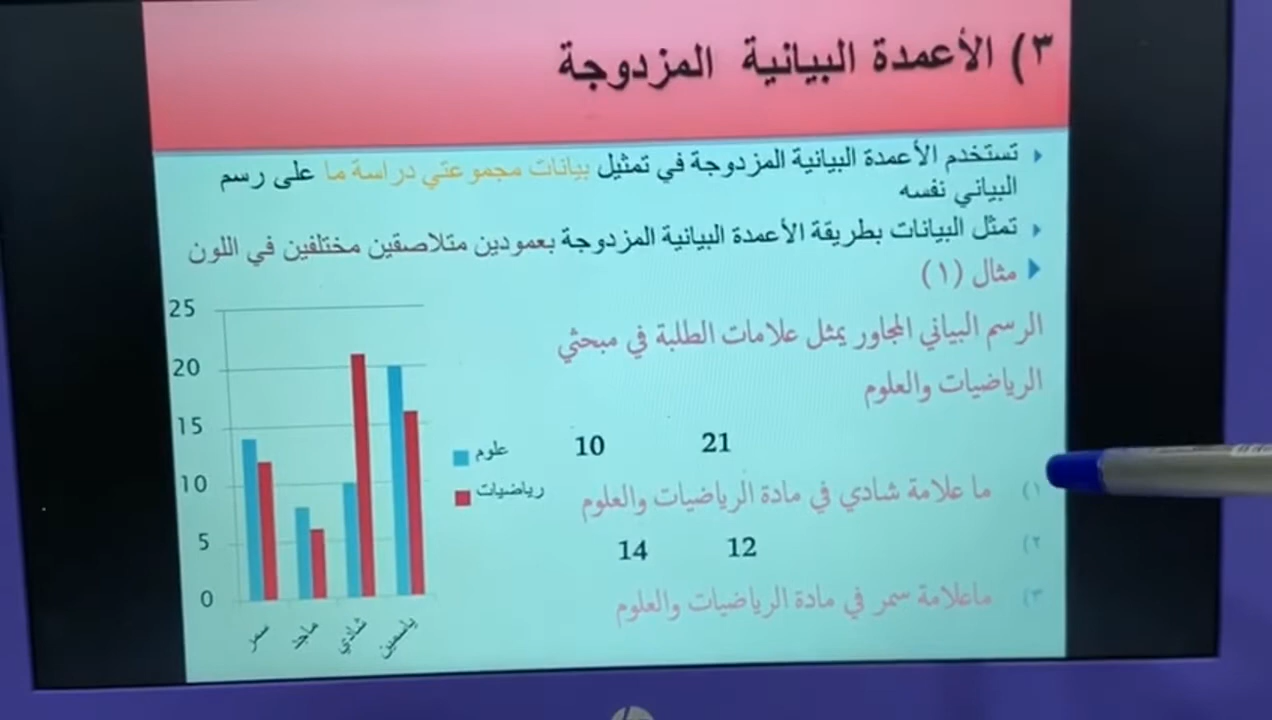 ٣) الأعمدة البيانية المزدوجة
تستخدم الأعمدة البيانية المزدوجة في تمثيل بيانات مجموعتي دراسة ما على رسم
البياني نفسه
تمثل البيانات بطريقة الأعمدة البيانية المزدوجة بعمودين متلاصقين مختلفين في اللون
مثال (١)
الرسم البياني المجاور يمثل علامات الطلبة في مبحثي
الرياضيات والعلوم
21 10
١) ما علامة شادي في مادة الرياضيات والعلوم
٢) 12 14
٣) ماعلامة سمر في مادة الرياضيات والعلوم
25
20
15
10
5
0
سمر ماجد شادي ياسمين
علوم
رياضيات